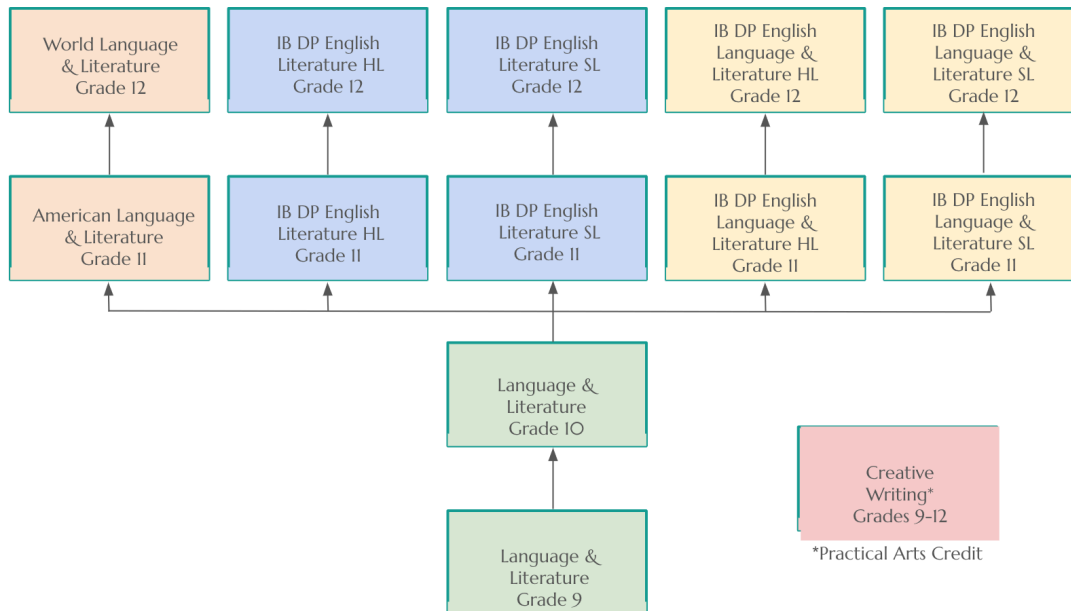 World Language
& Literature
Grade 12
IB DP English
Literature HL
Grade 12
IB DP English
Literature SL
Grade 12
IB DP English
Language &
Literature HL
Grade 12
IB DP English
Language &
Literature SL
Grade 12
American Language
& Literature
Grade 11
IB DP English
Literature HL
Grade 11
IB DP English
Literature SL
Grade 11
IB DP English
Language &
Literature HL
Grade 11
IB DP English
Language &
Literature SL
Grade 11
Language &
Literature
Grade 10
Creative
Writing*
Grades 9-12
*Practical Arts Credit
Language &
Literature
Grade 9